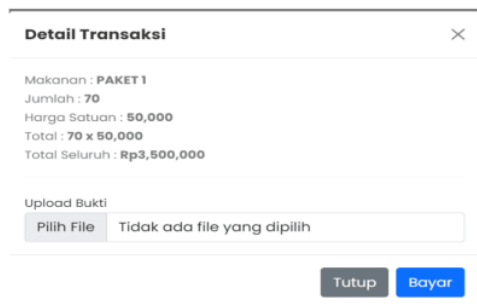 Detail Transaksi
Makanan : PAKET 1
Jumlah : 70
Harga Satuan : 50,000
Total : 70 x 50,000
Total Seluruh : Rp3,500,000
Upload Bukti
Pilih File Tidak ada file yang dipilih
Tutup Bayar